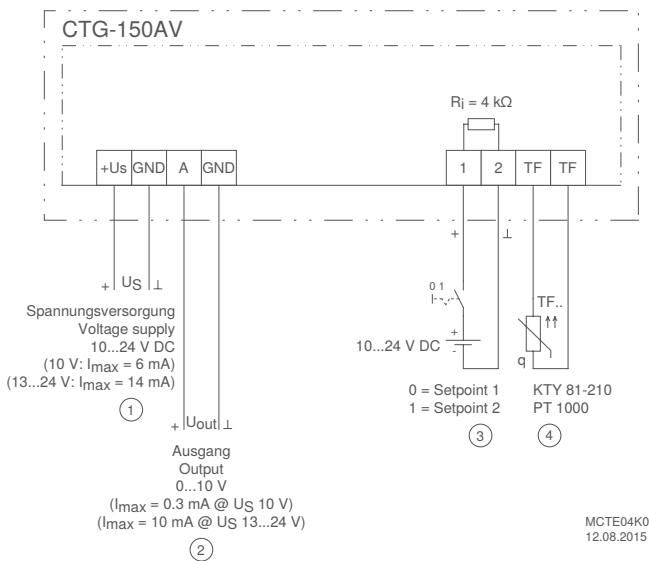 CTG-150AV
Ri = 4 kΩ
+Us GND A GND 1 2 TF TF
+ ⊥
+ US ⊥
Spannungsversorgung
Voltage supply
10...24 V DC
(10 V: Imax = 6 mA)
(13...24 V: Imax = 14 mA)
1
+ Uout ⊥
Ausgang
Output
0...10 V
(Imax = 0.3 mA @ US 10 V)
(Imax = 10 mA @ US 13...24 V)
2
0 1
+
10...24 V DC
-
0 = Setpoint 1
1 = Setpoint 2
3
TF..
q
KTY 81-210
PT 1000
4
MCTE04K0
12.08.2015